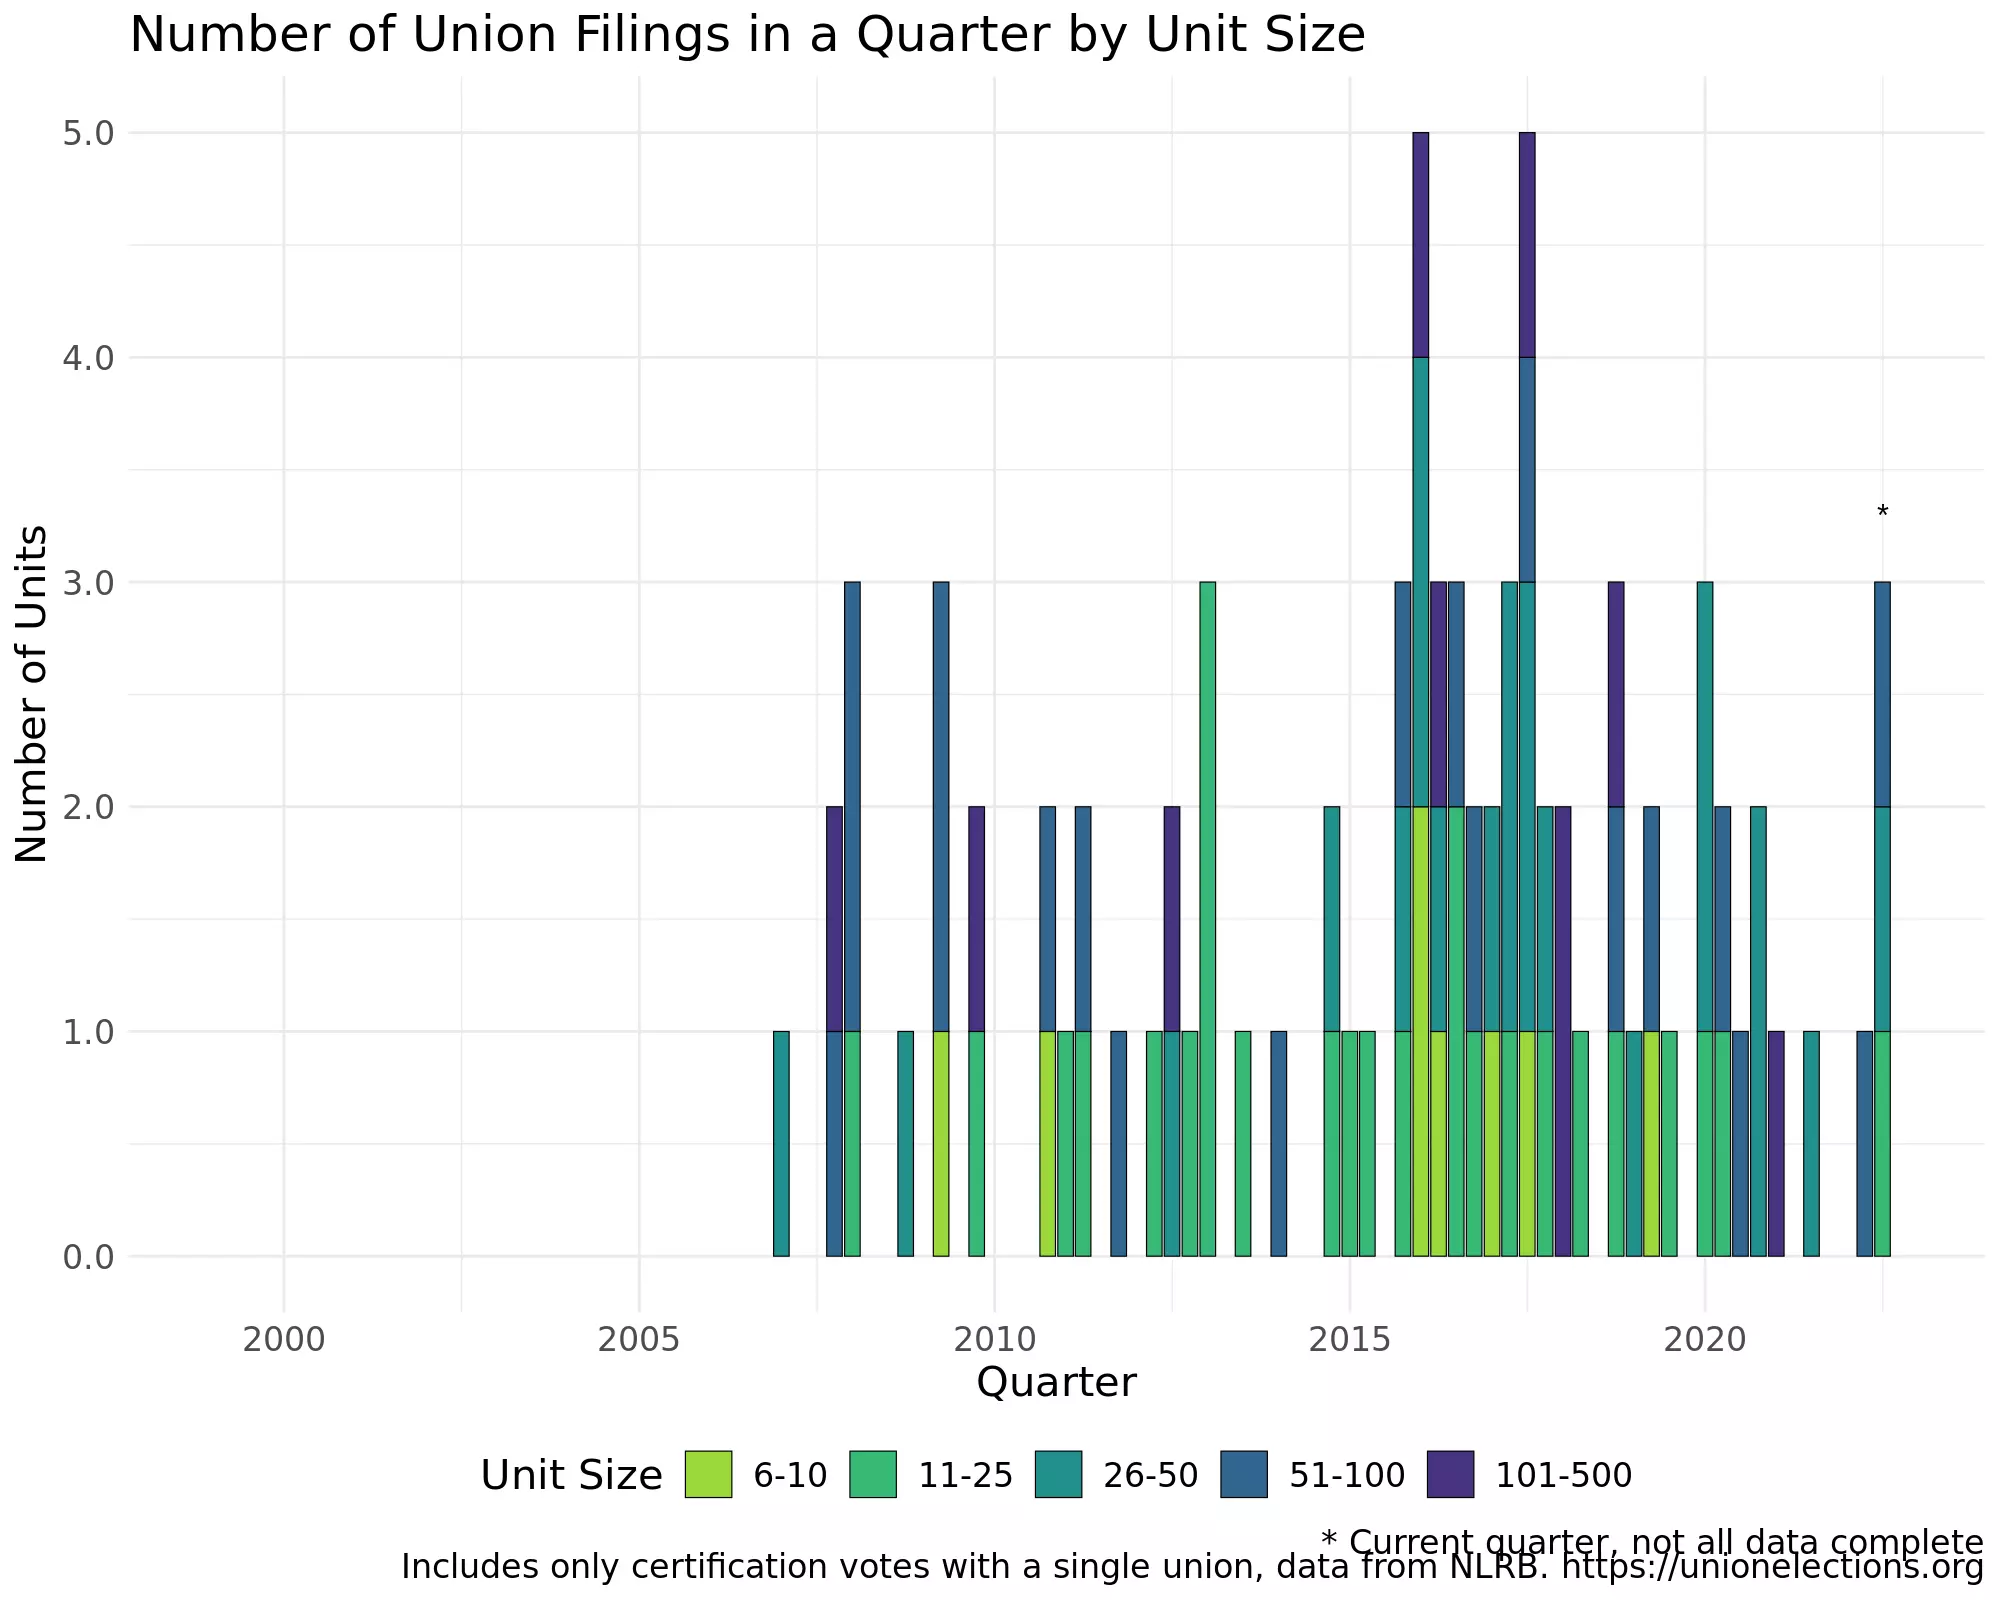 Number of Union Filings in a Quarter by Unit Size
Number of Units
5.0
4.0
3.0
2.0
1.0
0.0
*
2000 2005 2010 2015 2020
Quarter
Unit Size 6-10 11-25 26-50 51-100 101-500
* Current quarter, not all data complete
Includes only certification votes with a single union, data from NLRB. https://unionelections.org